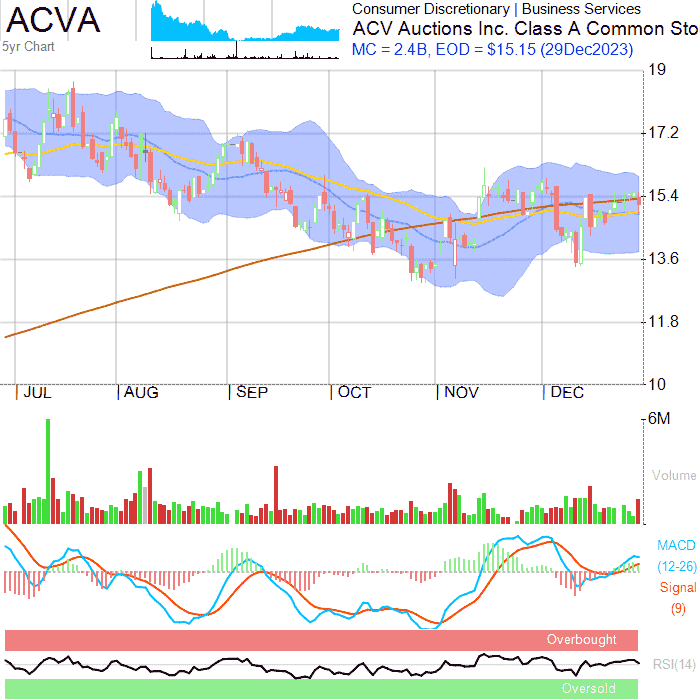 ACVA
5yr Chart
Consumer Discretionary | Business Services
ACV Auctions Inc. Class A Common Sto
MC = 2.4B, EOD = $15.15 (29Dec2023)
19
17.2
15.4
13.6
11.8
10
JUL AUG SEP OCT NOV DEC
6M
Volume
MACD
(12-26)
Signal
(9)
Overbought
RSI(14)
Oversold